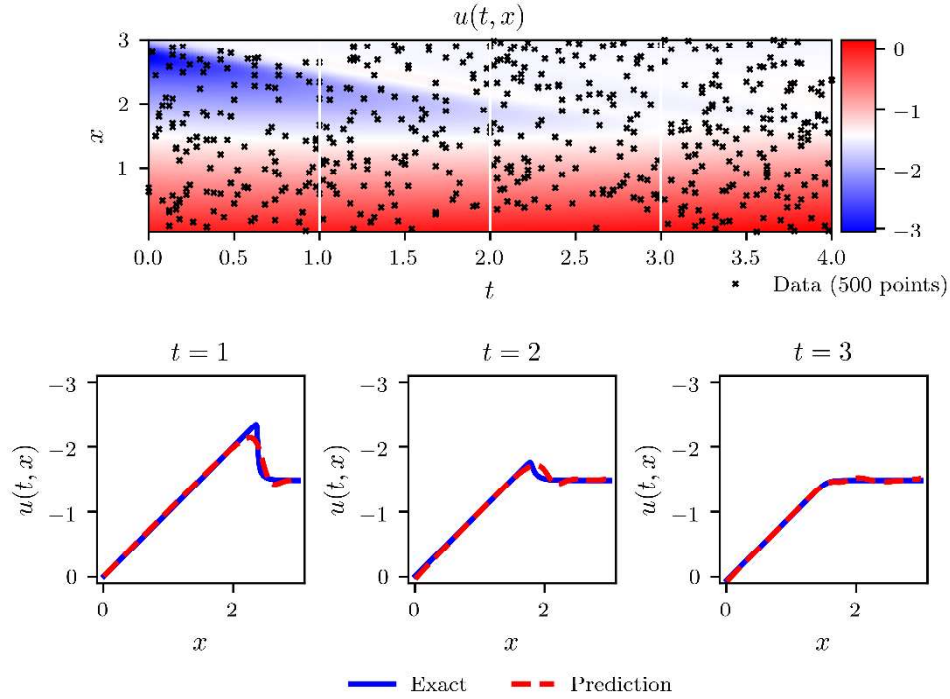 u(t, x)
3
2
1
x
0
−1
−2
−3
0.0 0.5 1.0 1.5 2.0 2.5 3.0 3.5 4.0
t
Data (500 points)
t = 1 t = 2 t = 3
−3 −3 −3
−2 −2 −2
u(t, x) u(t, x) u(t, x)
−1 −1 −1
0 0 0
0 2 0 2 0 2
x x x
Exact Prediction